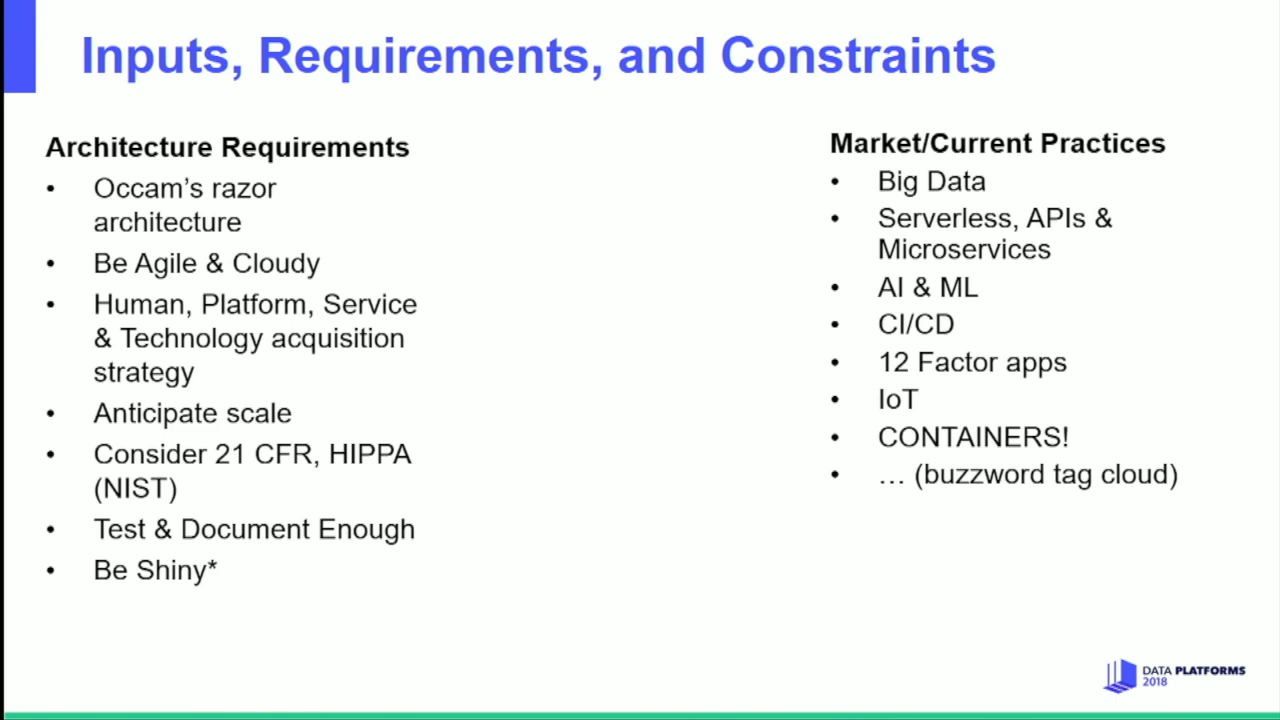 Inputs, Requirements, and Constraints
Architecture Requirements
• Occam’s razor
architecture
• Be Agile & Cloudy
• Human, Platform, Service
& Technology acquisition
strategy
• Anticipate scale
• Consider 21 CFR, HIPPA
(NIST)
• Test & Document Enough
• Be Shiny*
Market/Current Practices
• Big Data
• Serverless, APIs &
Microservices
• AI & ML
• CI/CD
• 12 Factor apps
• IoT
• CONTAINERS!
• … (buzzword tag cloud)
DATA PLATFORMS
2018